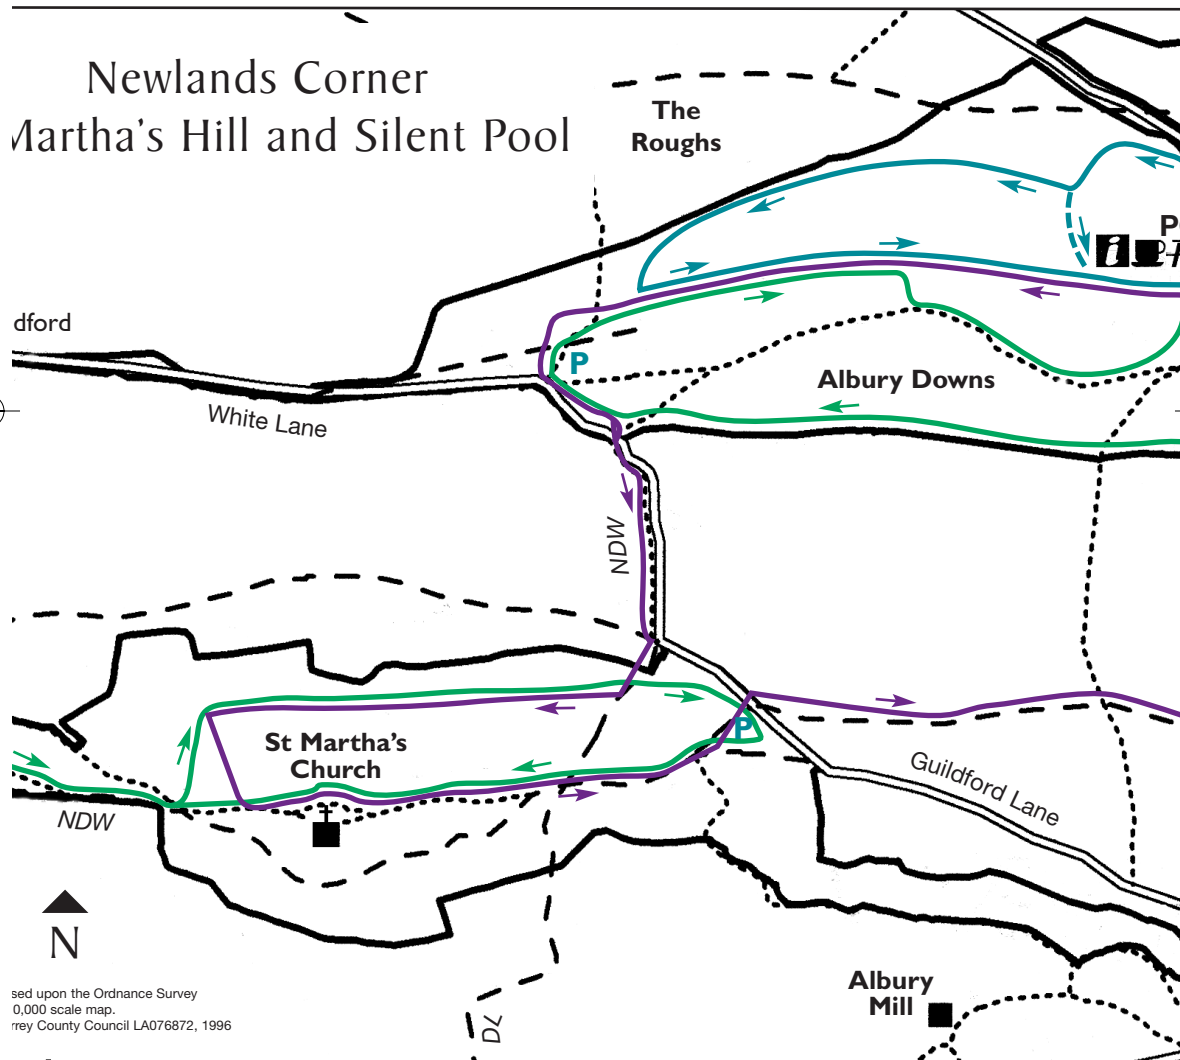 Newlands Corner
Martha's Hill and Silent Pool
The
Roughs
P
i
dford
P
Albury Downs
White Lane
NDW
St Martha's
Church
P
Guildford Lane
NDW
N
Albury
Mill
sed upon the Ordnance Survey
0,000 scale map.
rrey County Council LA076872, 1996
DL